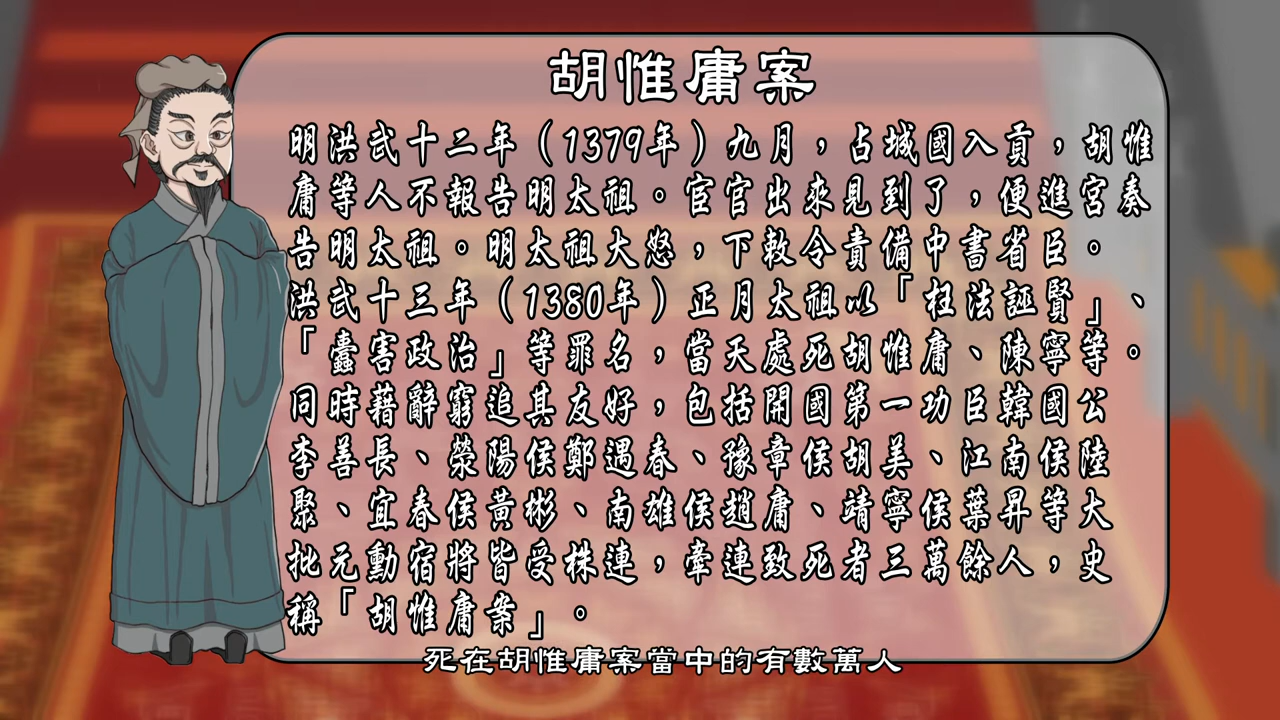 胡惟庸案
明洪武十二年（1379年）九月，占城國入貢，胡惟
庸等人不報告明太祖。宦官出來見到了，便進宮奏
告明太祖。明太祖大怒，下敕令責備中書省臣。
洪武十三年（1380年）正月太祖以「枉法誣賢」、
「蠹害政治」等罪名，當天處死胡惟庸、陳寧等。
同時藉辭窮追其友好，包括開國第一功臣韓國公
李善長、滎陽侯鄭遇春、豫章侯胡美、江南侯陸
聚、宜春侯黃彬、南雄侯趙庸、靖寧侯葉昇等大
批元勳宿將皆受株連，牽連致死者三萬餘人，史
稱「胡惟庸案」。
死在胡惟庸案當中的有數萬人